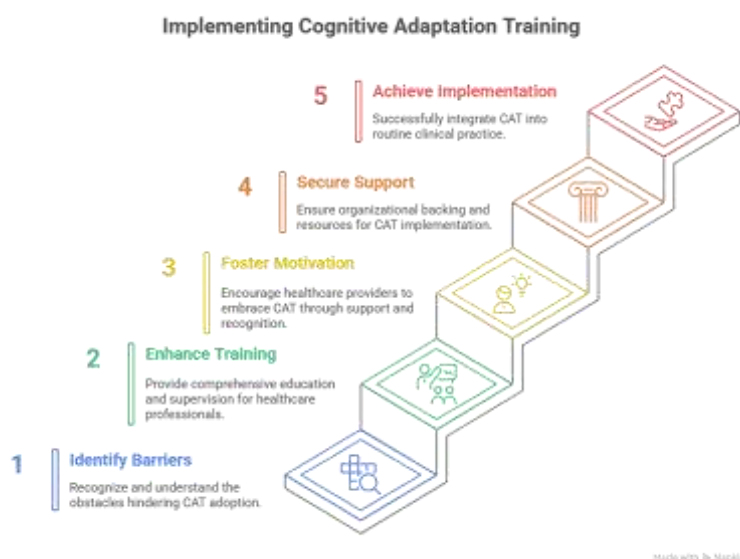 Implementing Cognitive Adaptation Training
5
Achieve Implementation
Successfully integrate CAT into
routine clinical practice.
4
Secure Support
Ensure organizational backing and
resources for CAT implementation.
3
Foster Motivation
Encourage healthcare providers to
embrace CAT through support and
recognition.
2
Enhance Training
Provide comprehensive education
and supervision for healthcare
professionals.
1
Identify Barriers
Recognize and understand the
obstacles hindering CAT adoption.
Made with